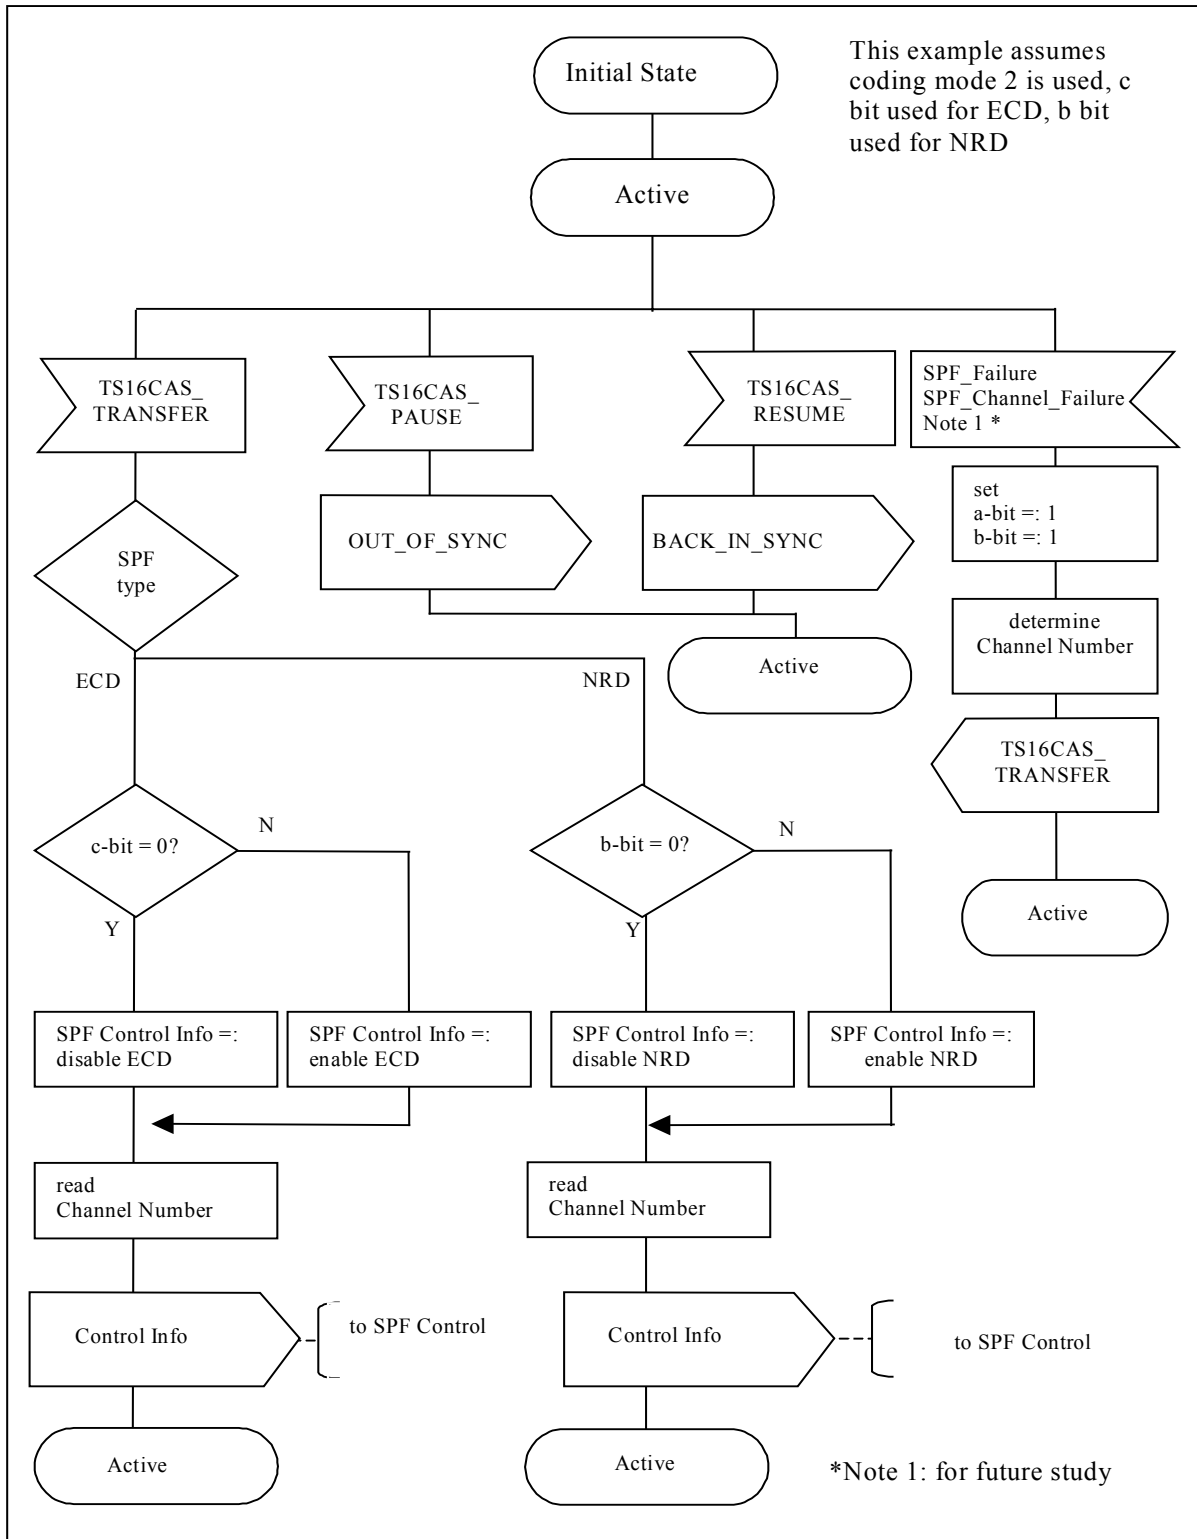 Initial State
This example assumes
coding mode 2 is used, c
bit used for ECD, b bit
used for NRD
Active
TS16CAS_
TRANSFER
TS16CAS_
PAUSE
TS16CAS_
RESUME
SPF_Failure
SPF_Channel_Failure
Note 1 *
set
a-bit =: 1
b-bit =: 1
SPF
type
OUT_OF_SYNC
BACK_IN_SYNC
determine
Channel Number
Active
ECD
NRD
TS16CAS_
TRANSFER
c-bit = 0?
N
Y
b-bit = 0?
N
Y
Active
SPF Control Info =:
disable ECD
SPF Control Info =:
enable ECD
SPF Control Info =:
disable NRD
SPF Control Info =:
enable NRD
read
Channel Number
read
Channel Number
Control Info
to SPF Control
Control Info
to SPF Control
Active
Active
*Note 1: for future study